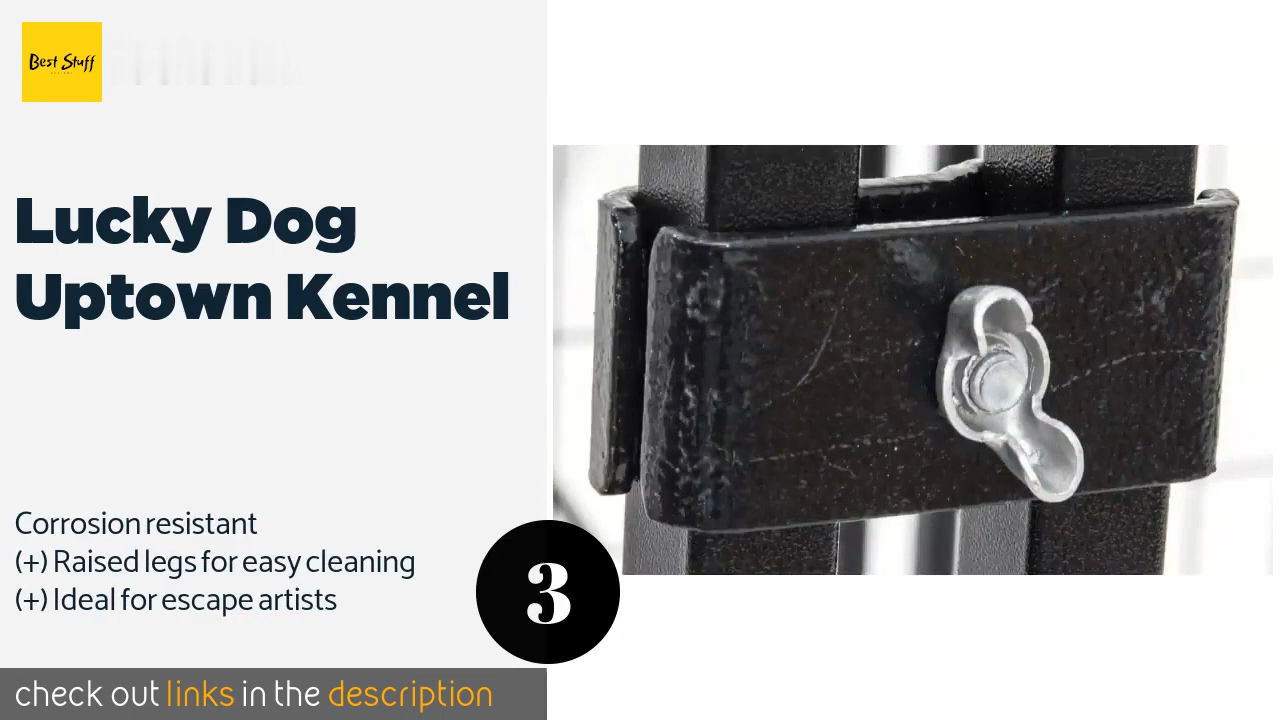 Best Stuff
Lucky Dog
Uptown Kennel
Corrosion resistant
(+) Raised legs for easy cleaning
(+) Ideal for escape artists
3
check out links in the description